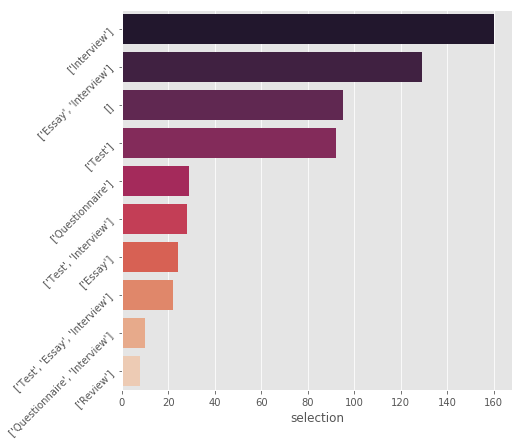 ['Interview']
['Essay', 'Interview']
[]
['Test']
['Questionnaire']
['Test', 'Interview']
['Essay']
['Test', 'Essay', 'Interview']
['Questionnaire', 'Interview']
['Review']
0 20 40 60 80 100 120 140 160
selection